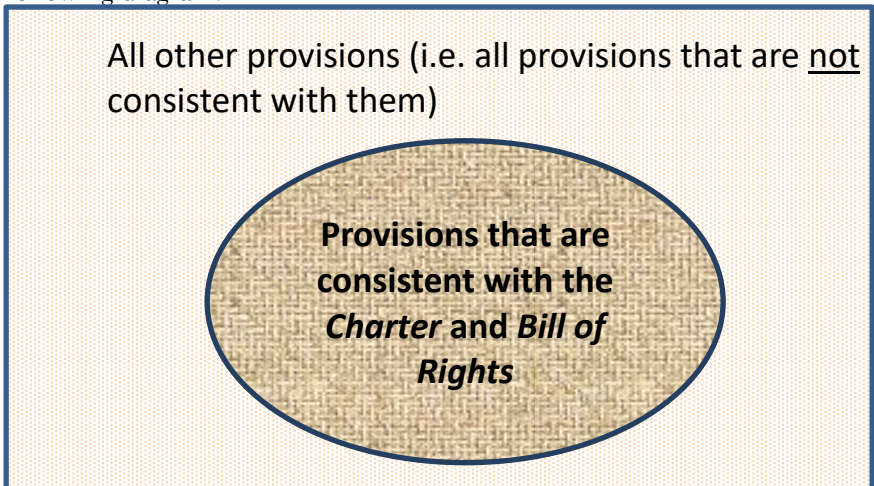 All other provisions (i.e. all provisions that are not
consistent with them)
Provisions that are
consistent with the
Charter and Bill of
Rights